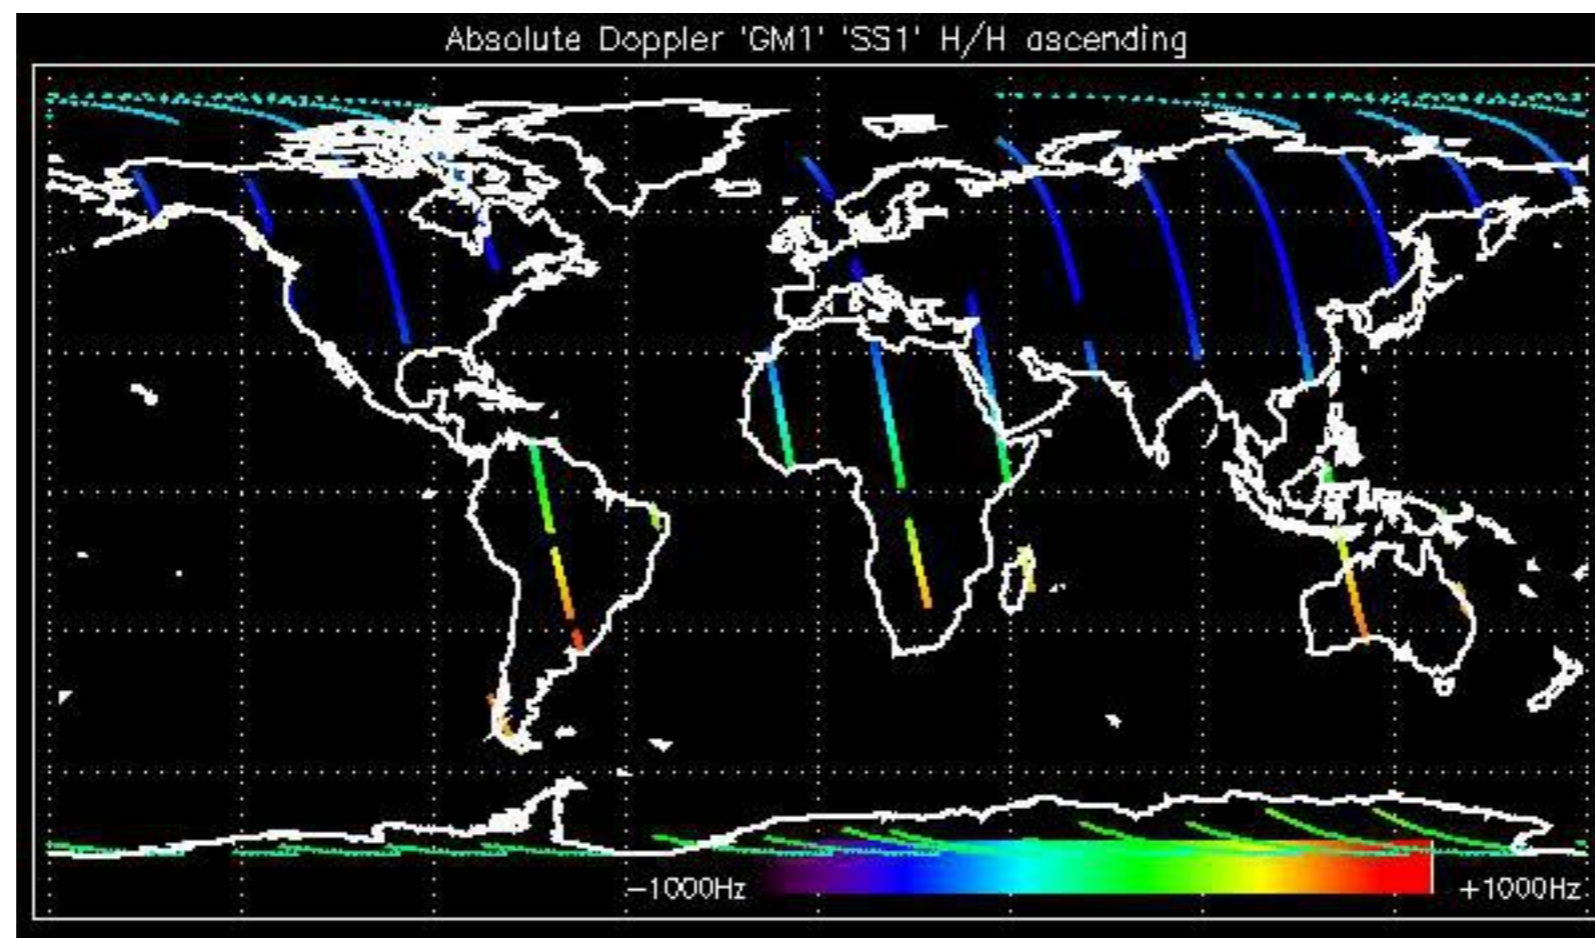 Absolute Doppler 'GM1' 'SS1' H/H ascending
−1000Hz
+1000Hz